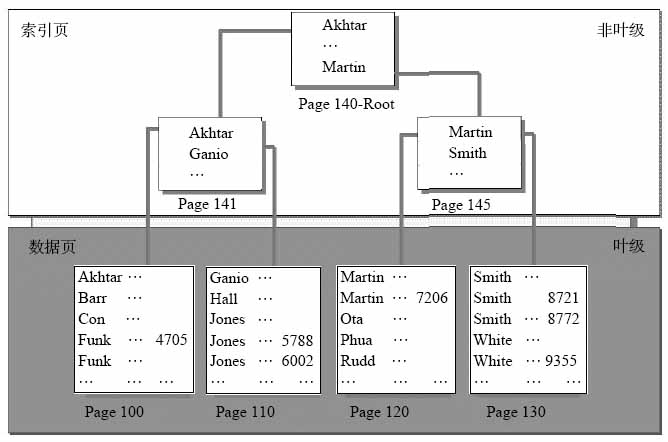 索引页
非叶级
Akhtar
…
Martin
Page 140-Root
Akhtar
Ganio
…
Page 141
Martin
Smith
…
Page 145
数据页
叶级
Akhtar …
Barr …
Con …
Funk … 4705
Funk …
… … …
Page 100
Ganio …
Hall …
Jones …
Jones … 5788
Jones … 6002
… … …
Page 110
Martin …
Martin … 7206
Ota …
Phua …
Rudd …
… … …
Page 120
Smith …
Smith 8721
Smith … 8772
White …
White … 9355
… … …
Page 130